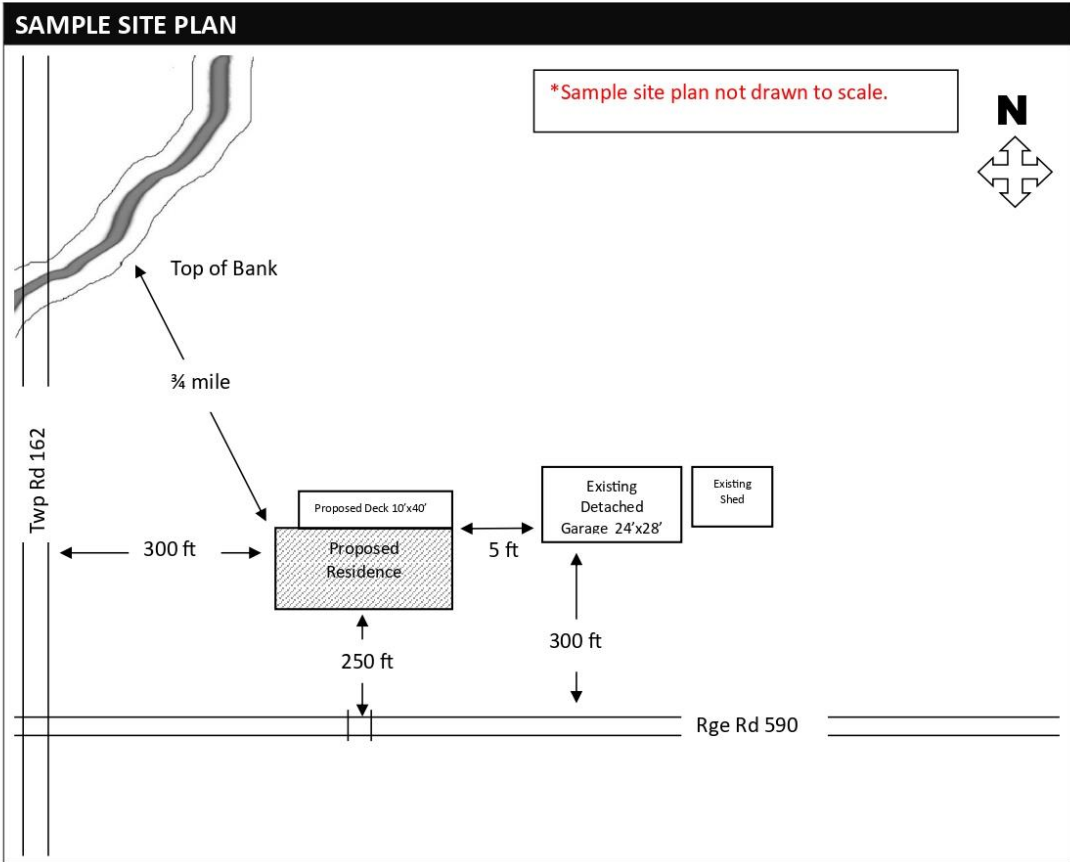 SAMPLE SITE PLAN
*Sample site plan not drawn to scale.
N
Top of Bank
¾ mile
Twp Rd 162
Proposed Deck 10'x40'
Existing
Detached
Garage 24'x28'
Existing
Shed
300 ft
Proposed
Residence
5 ft
250 ft
300 ft
Rge Rd 590